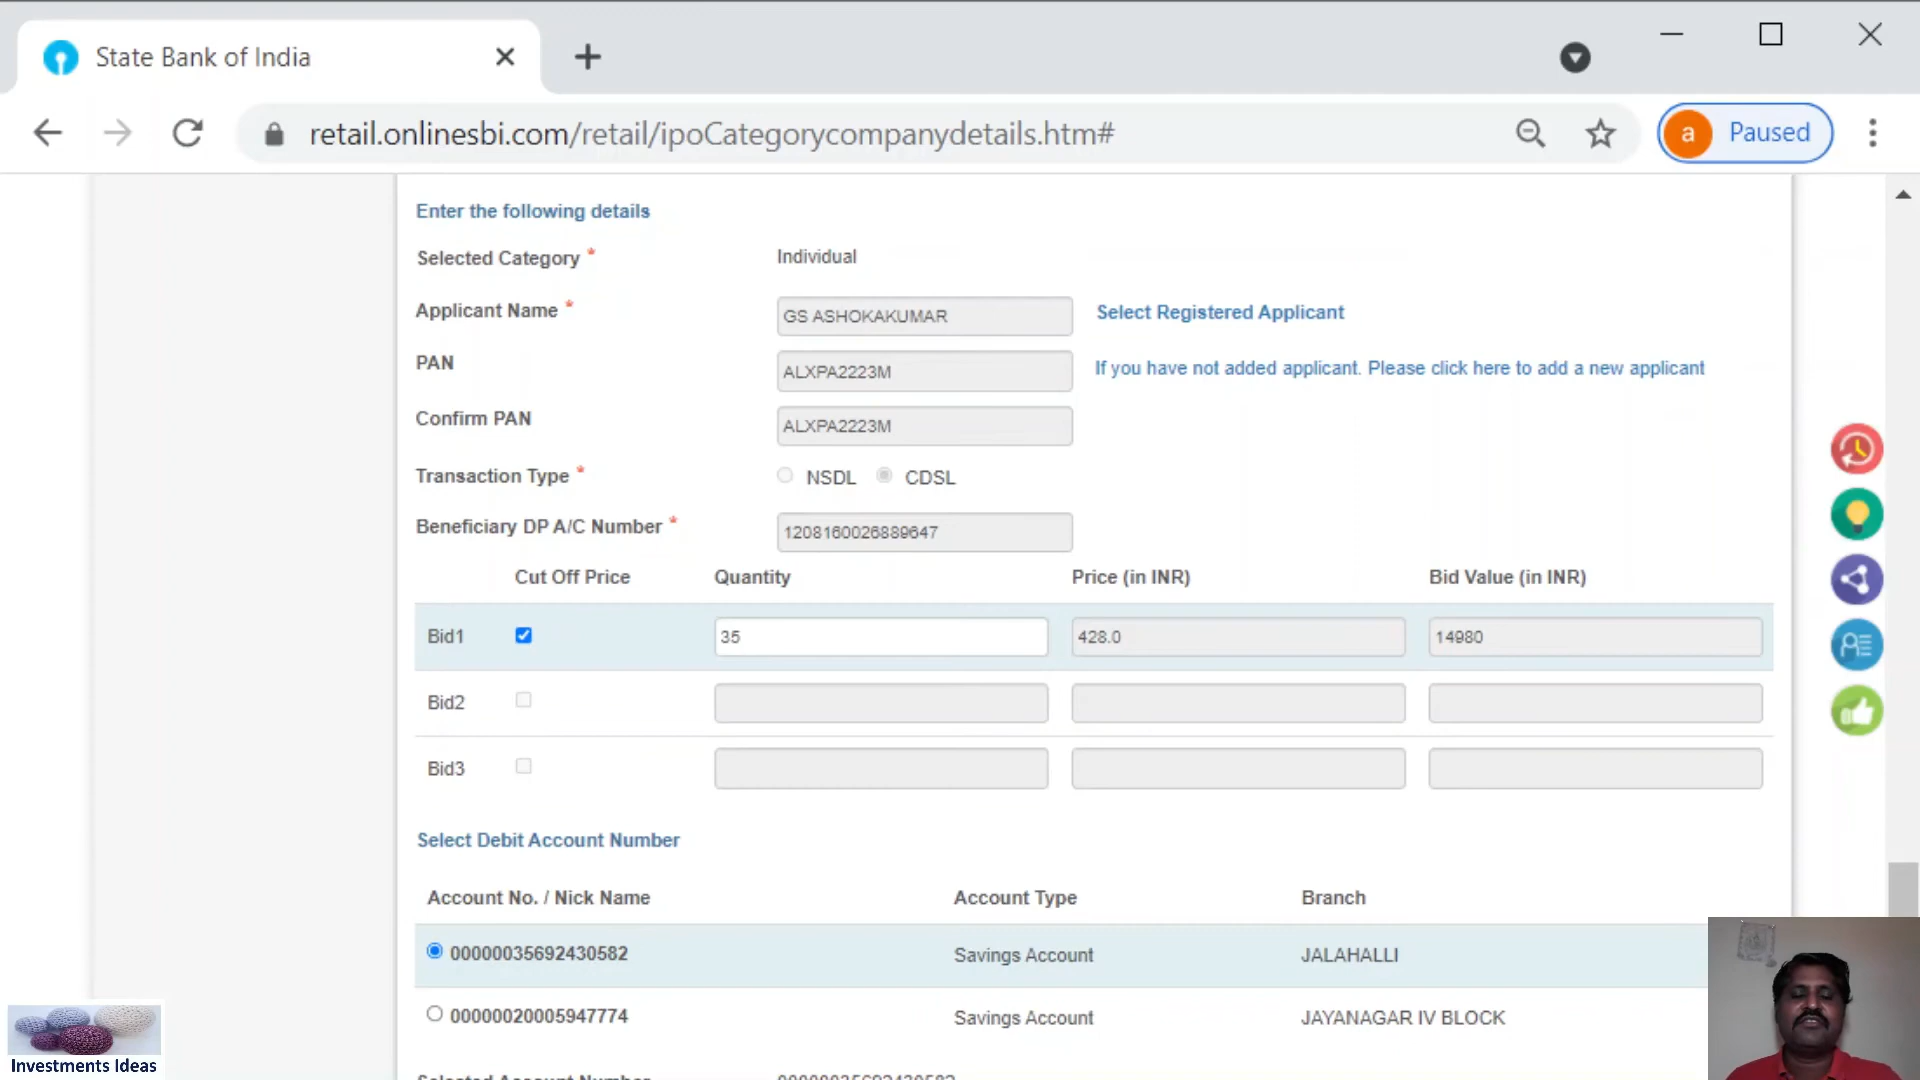 State Bank of India
retail.onlinesbi.com/retail/ipoCategorycompanydetails.htm#
a Paused
Enter the following details
Selected Category * Individual
Applicant Name * GS ASHOKAKUMAR Select Registered Applicant
PAN ALXPA2223M If you have not added applicant. Please click here to add a new applicant
Confirm PAN ALXPA2223M
Transaction Type * NSDL CDSL
Beneficiary DP A/C Number * 1208160026889647
Cut Off Price Quantity Price (in INR) Bid Value (in INR)
Bid1 35 428.0 14980
Bid2
Bid3
Select Debit Account Number
Account No. / Nick Name Account Type Branch
00000035692430582 Savings Account JALAHALLI
00000020005947774 Savings Account JAYANAGAR IV BLOCK
Selected Account Number 00000035692430582
Investments Ideas